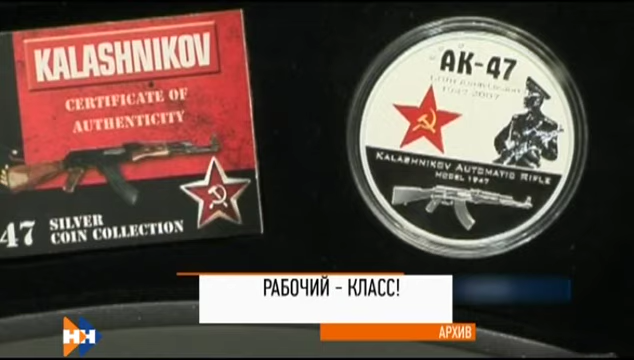 KALASHNIKOV
CERTIFICATE OF
AUTHENTICITY
47 SILVER
COIN COLLECTION
AK-47
1947-2007
KALASHNIKOV AUTOMATIC RIFLE
MODEL 1947
РАБОЧИЙ - КЛАСС!
АРХИВ
НН